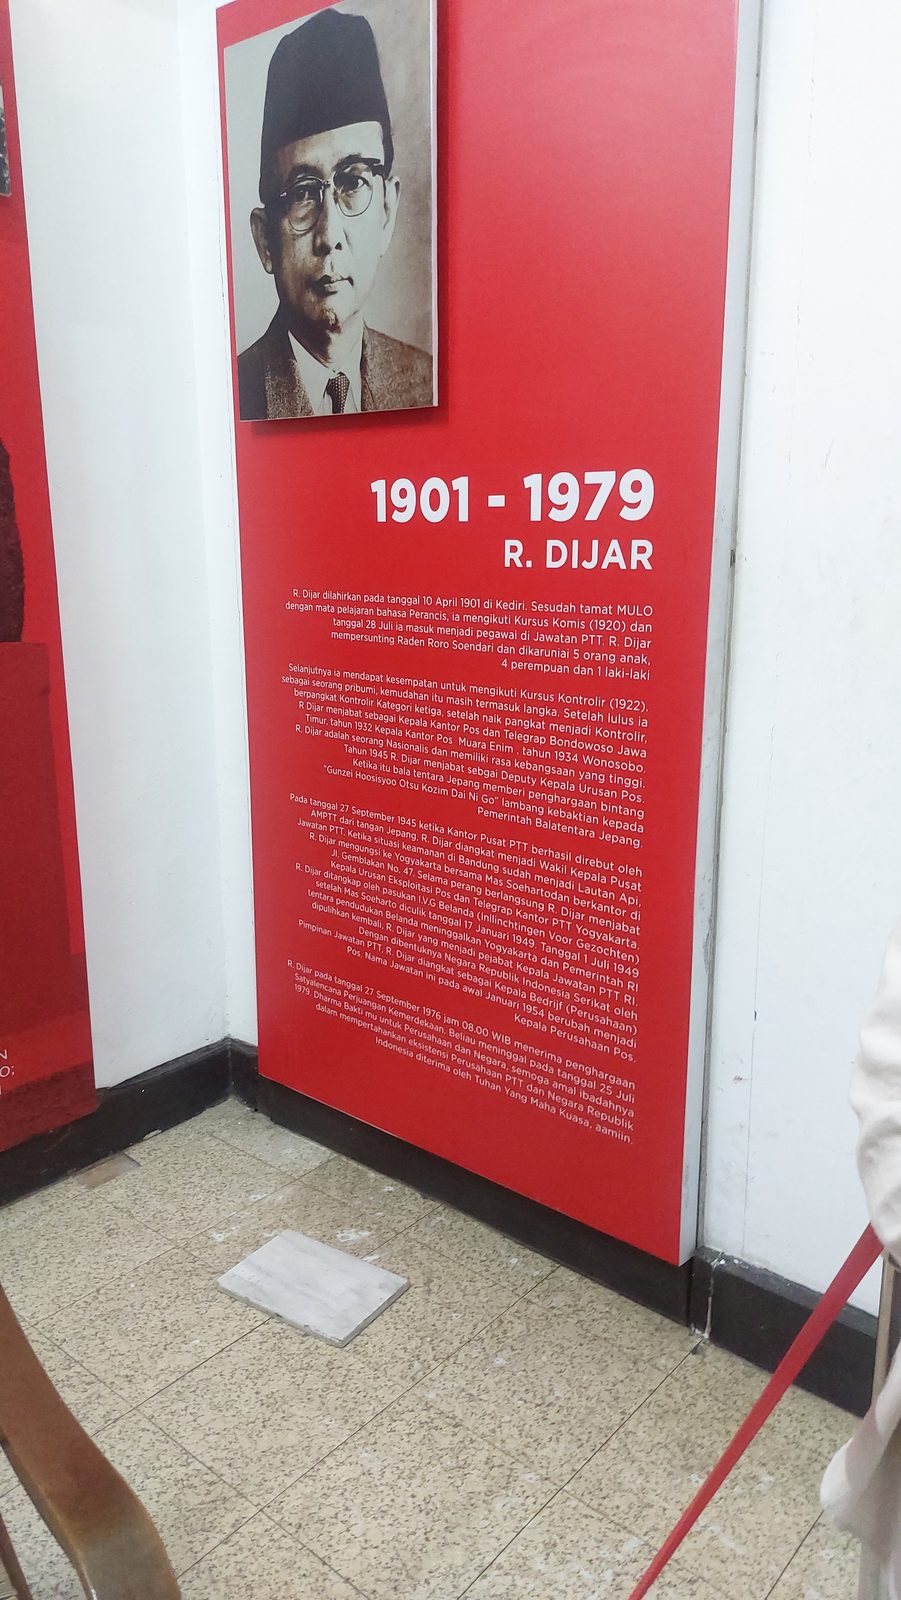 1901 - 1979
R. DIJAR
R. Dijar dilahirkan pada tanggal 10 April 1901 di Kediri. Sesudah tamat MULO
dengan mata pelajaran bahasa Perancis, ia mengikuti Kursus Komis (1920) dan
tanggal 28 Juli ia masuk menjadi pegawai di Jawatan PTT. R. Dijar
mempersunting Raden Roro Soendari dan dikaruniai 5 orang anak,
4 perempuan dan 1 laki-laki
Selanjutnya ia mendapat kesempatan untuk mengikuti Kursus Kontrolir (1922).
sebagai seorang pribumi, kemudahan itu masih termasuk langka. Setelah lulus ia
berpangkat Kontrolir Kategori ketiga, setelah naik pangkat menjadi Kontrolir,
R Dijar menjabat sebagai Kepala Kantor Pos dan Telegrap Bondowoso Jawa
Timur, tahun 1932 Kepala Kantor Pos Muara Enim , tahun 1934 Wonosobo.
R. Dijar adalah seorang Nasionalis dan memiliki rasa kebangsaan yang tinggi.
Tahun 1945 R. Dijar menjabat sebgai Deputy Kepala Urusan Pos.
Ketika itu bala tentara Jepang memberi penghargaan bintang
"Gunzei Hoosisyoo Otsu Kozim Dai Ni Go" lambang kebaktian kepada
Pemerintah Balatentara Jepang.
Pada tanggal 27 September 1945 ketika Kantor Pusat PTT berhasil direbut oleh
AMPTT dari tangan Jepang, R. Dijar diangkat menjadi Wakil Kepala Pusat
Jawatan PTT. Ketika situasi keamanan di Bandung sudah menjadi Lautan Api,
R. Dijar mengungsi ke Yogyakarta bersama Mas Soehartodan berkantor di
Jl. Gemblakan No. 47. Selama perang berlangsung R. Dijar menjabat
Kepala Urusan Eksploitasi Pos dan Telegrap Kantor PTT Yogyakarta.
R. Dijar ditangkap oleh pasukan I.V.G Belanda (Inllinchtingen Voor Gezochten)
setelah Mas Soeharto diculik tanggal 17 Januari 1949. Tanggal 1 Juli 1949
tentara pendudukan Belanda meninggalkan Yogyakarta dan Pemerintah RI
dipulihkan kembali, R. Dijar yang menjadi pejabat Kepala Jawatan PTT RI.
Dengan dibentuknya Negara Republik Indonesia Serikat oleh
Pimpinan Jawatan PTT, R. Dijar diangkat sebagai Kepala Bedrijf (Perusahaan)
Pos. Nama Jawatan ini pada awal Januari 1954 berubah menjadi
Kepala Perusahaan Pos.
R. Dijar pada tanggal 27 September 1976 jam 08.00 WIB menerima penghargaan
Satyalencana Perjuangan Kemerdekaan. Beliau meninggal pada tanggal 25 Juli
1979. Dharma Bakti mu untuk Perusahaan dan Negara, semoga amal ibadahnya
dalam mempertahankan eksistensi Perusahaan PTT dan Negara Republik
Indonesia diterima oleh Tuhan Yang Maha Kuasa, aamiin.